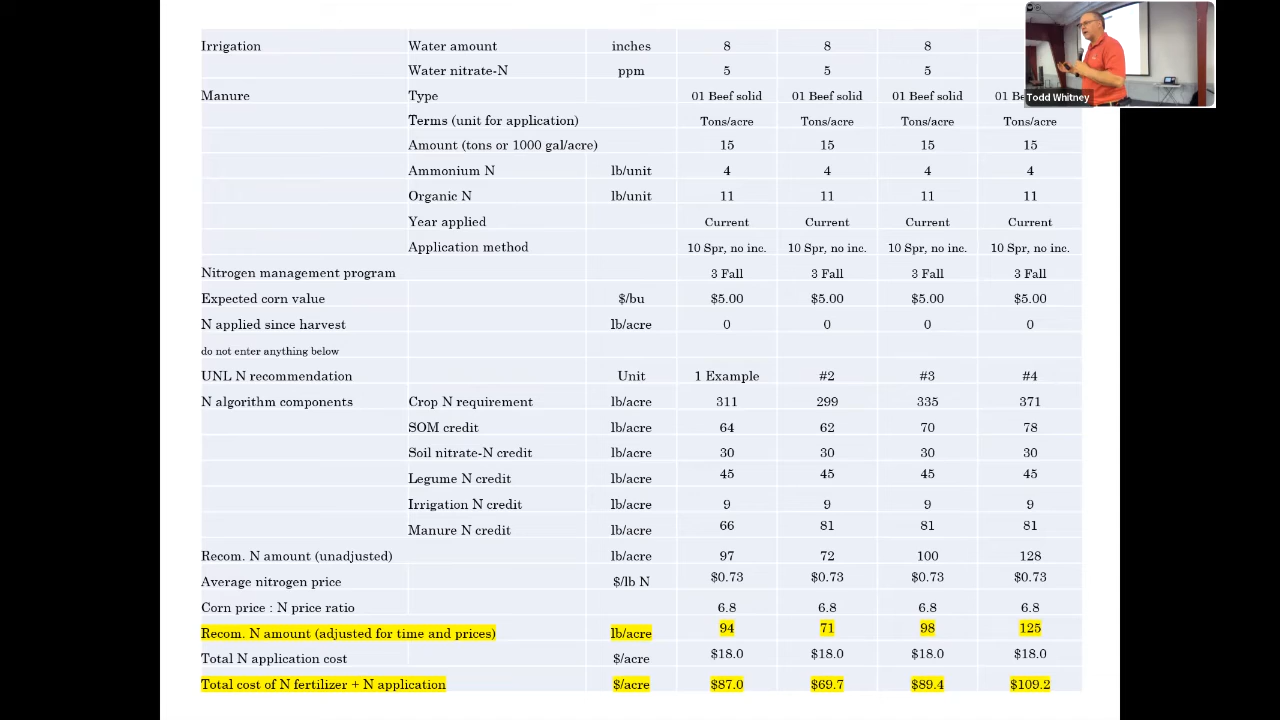 Irrigation Water amount inches 8 8 8
Water nitrate-N ppm 5 5 5
Manure Type 01 Beef solid 01 Beef solid 01 Beef solid
Todd Whitney
Terms (unit for application) Tons/acre Tons/acre Tons/acre Tons/acre
Amount (tons or 1000 gal/acre) 15 15 15 15
Ammonium N lb/unit 4 4 4 4
Organic N lb/unit 11 11 11 11
Year applied Current Current Current Current
Application method 10 Spr, no inc. 10 Spr, no inc. 10 Spr, no inc. 10 Spr, no inc.
Nitrogen management program 3 Fall 3 Fall 3 Fall 3 Fall
Expected corn value $/bu $5.00 $5.00 $5.00 $5.00
N applied since harvest lb/acre 0 0 0 0
do not enter anything below
UNL N recommendation Unit 1 Example #2 #3 #4
N algorithm components Crop N requirement lb/acre 311 299 335 371
SOM credit lb/acre 64 62 70 78
Soil nitrate-N credit lb/acre 30 30 30 30
Legume N credit lb/acre 45 45 45 45
Irrigation N credit lb/acre 9 9 9 9
Manure N credit lb/acre 66 81 81 81
Recom. N amount (unadjusted) lb/acre 97 72 100 128
Average nitrogen price $/lb N $0.73 $0.73 $0.73 $0.73
Corn price : N price ratio 6.8 6.8 6.8 6.8
Recom. N amount (adjusted for time and prices) lb/acre 94 71 98 125
Total N application cost $/acre $18.0 $18.0 $18.0 $18.0
Total cost of N fertilizer + N application $/acre $87.0 $69.7 $89.4 $109.2